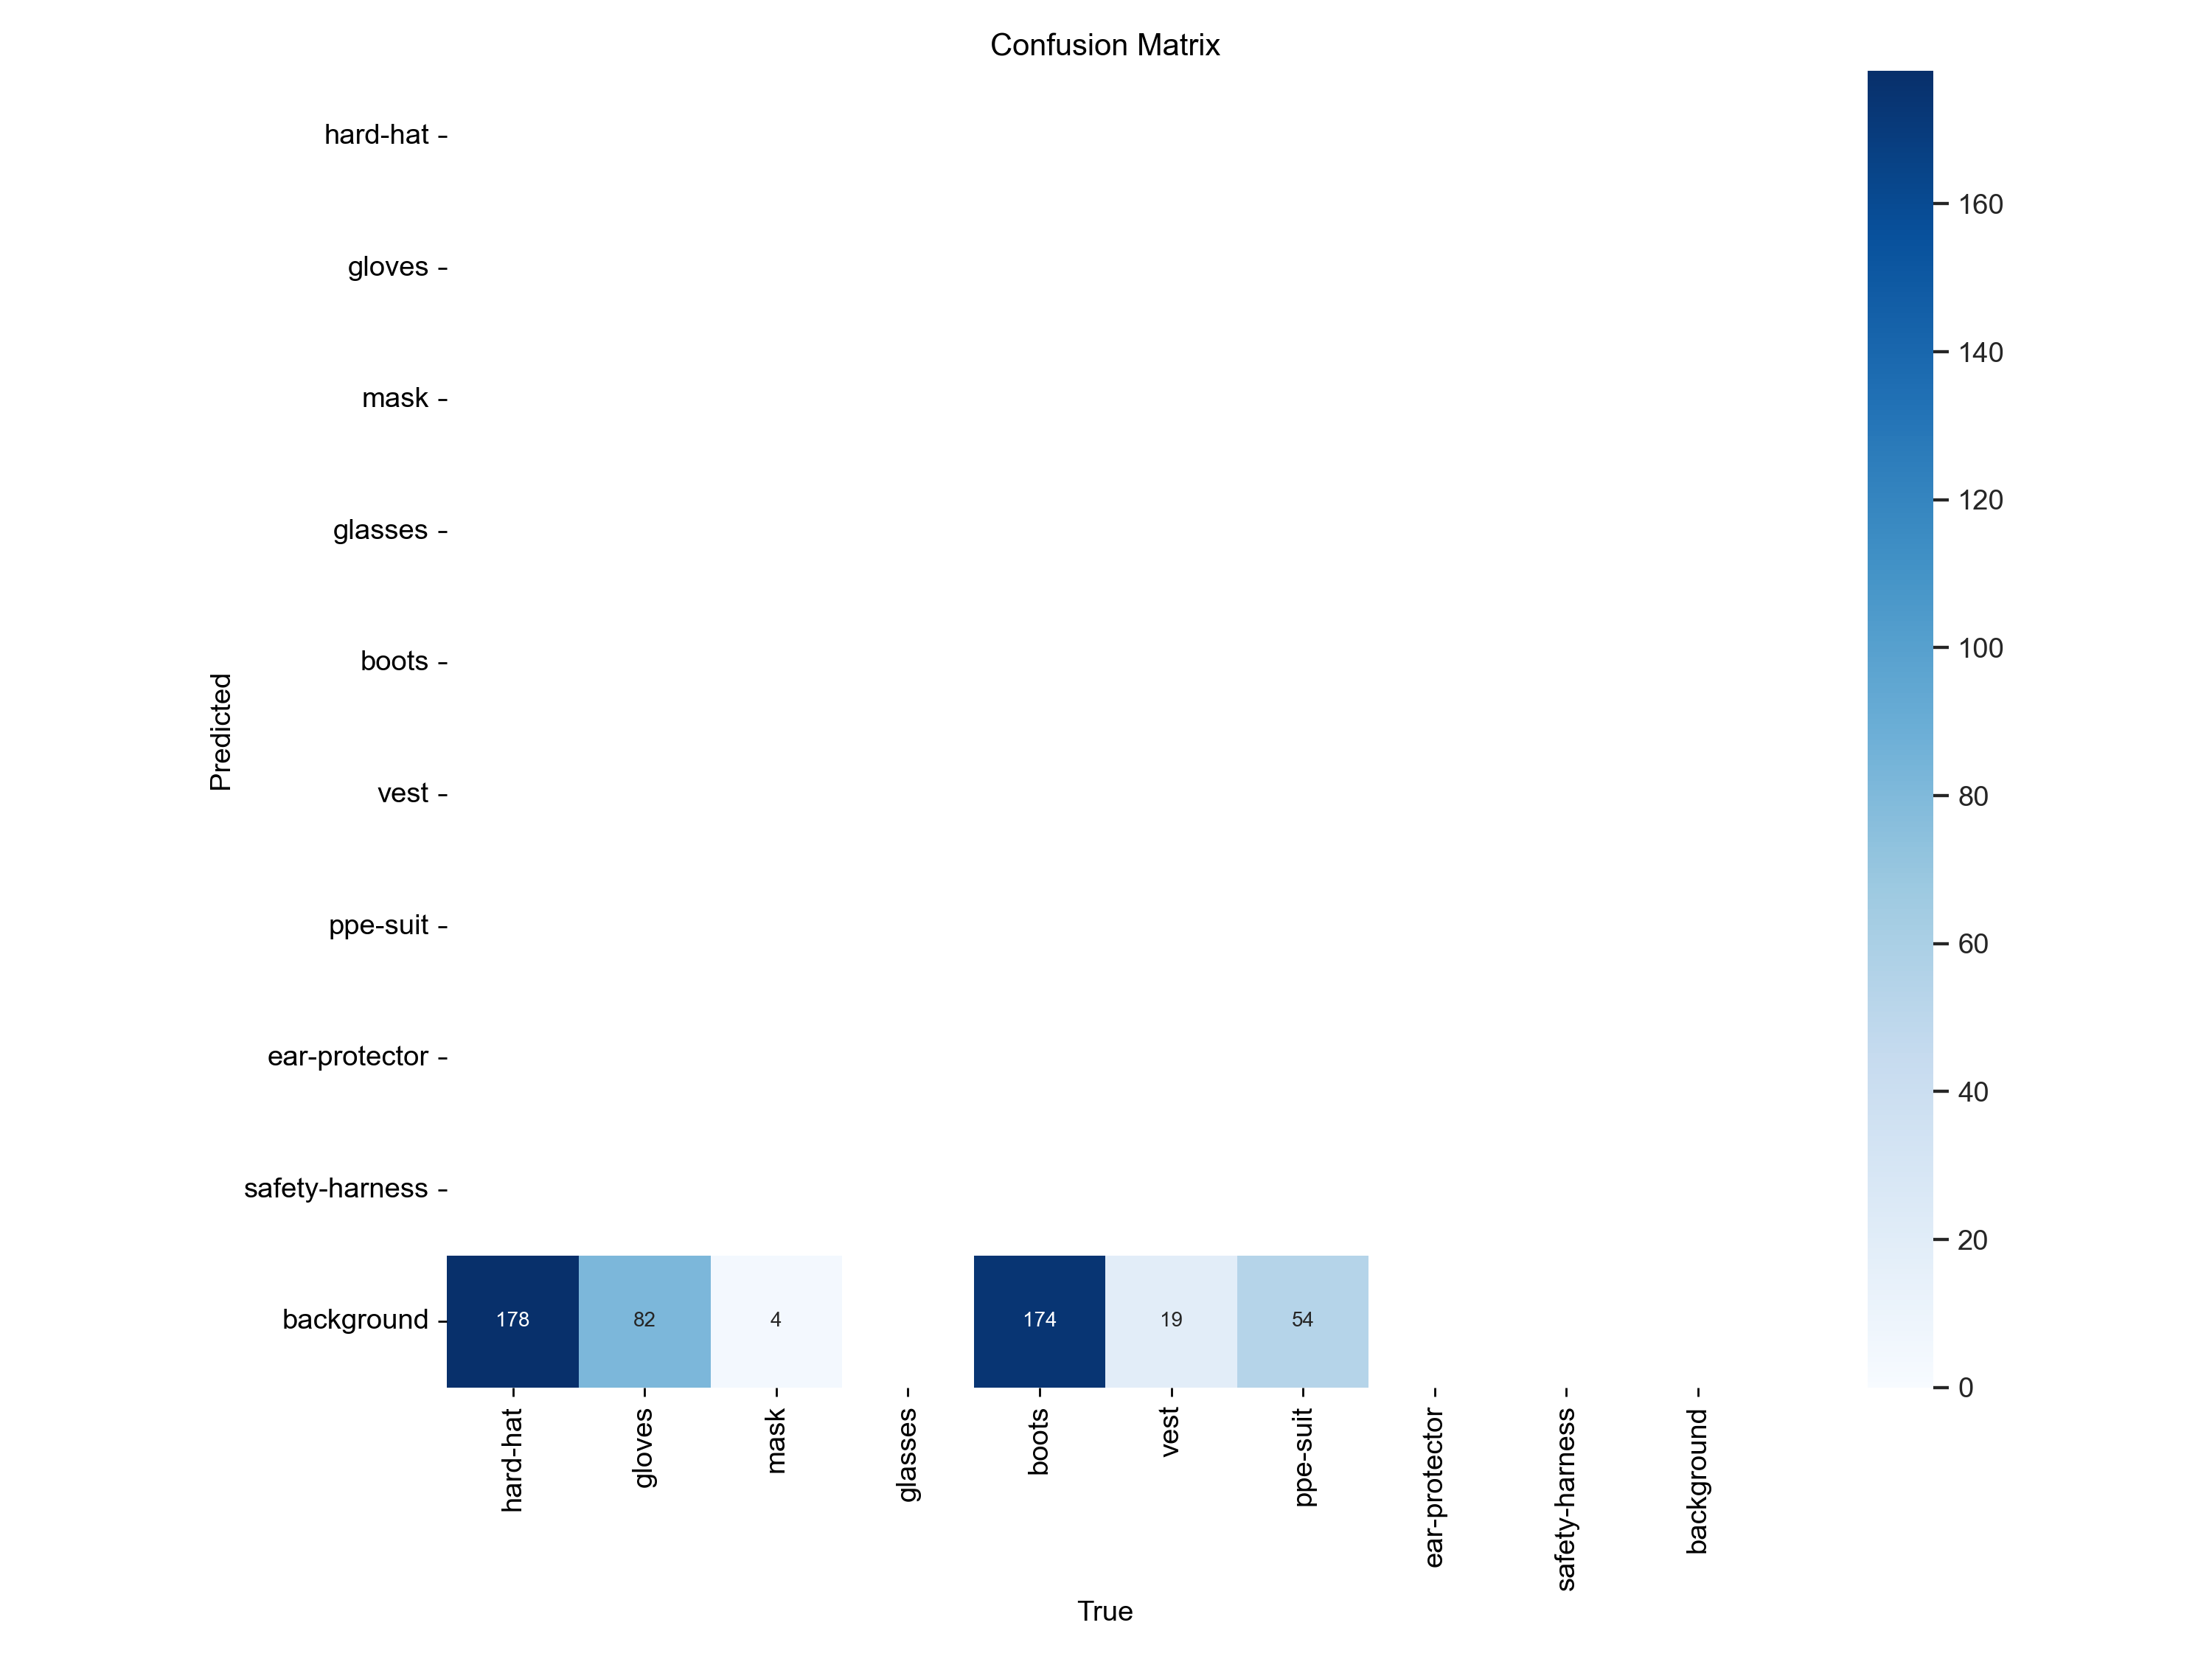 Confusion Matrix
hard-hat
gloves
mask
glasses
boots
vest
ppe-suit
ear-protector
safety-harness
background
Predicted
178 82 4 174 19 54
hard-hat gloves mask glasses boots vest ppe-suit ear-protector safety-harness background
True
160
140
120
100
80
60
40
20
0